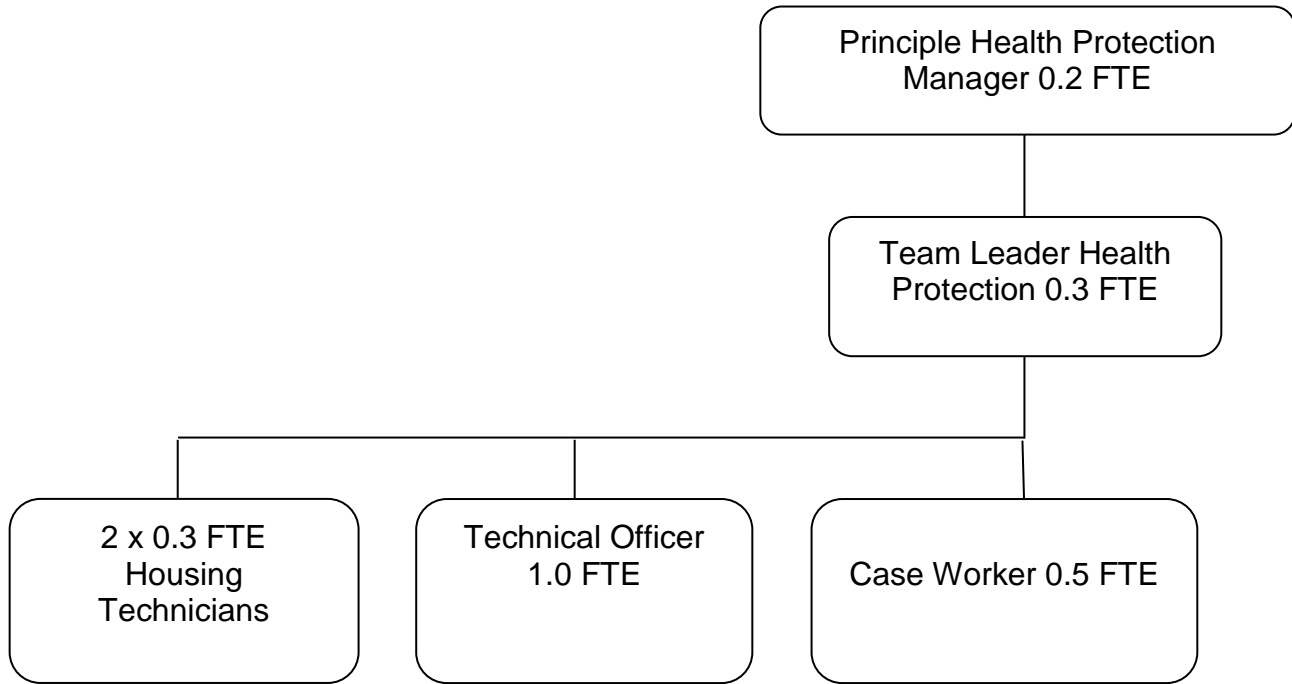 Principle Health Protection
Manager 0.2 FTE
Team Leader Health
Protection 0.3 FTE
2 x 0.3 FTE
Housing
Technicians
Technical Officer
1.0 FTE
Case Worker 0.5 FTE